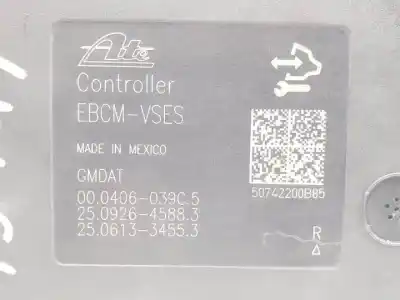 Ate
Controller
EBCM-VSES
MADE IN MEXICO
GMDAT
00.0406-039C.5
25.0926-4588.3
25.0613-3455.3
50742200B85
R